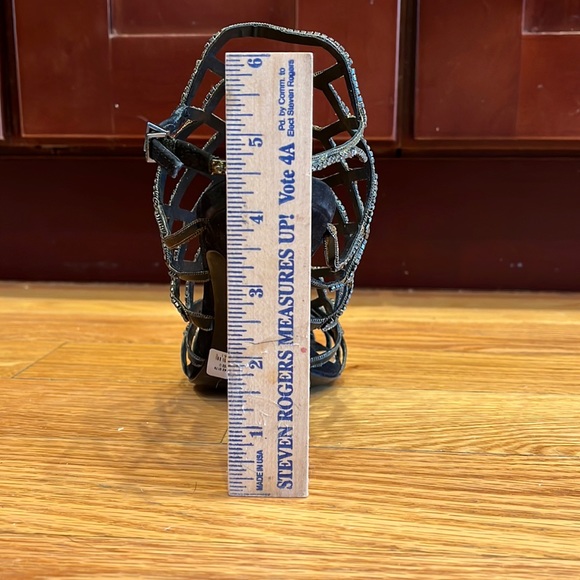 6
5
4
3
2
1
MADE IN USA
STEVEN ROGERS MEASURES UP! Vote 4A
Pd. by Comm. to
Elect Steven Rogers